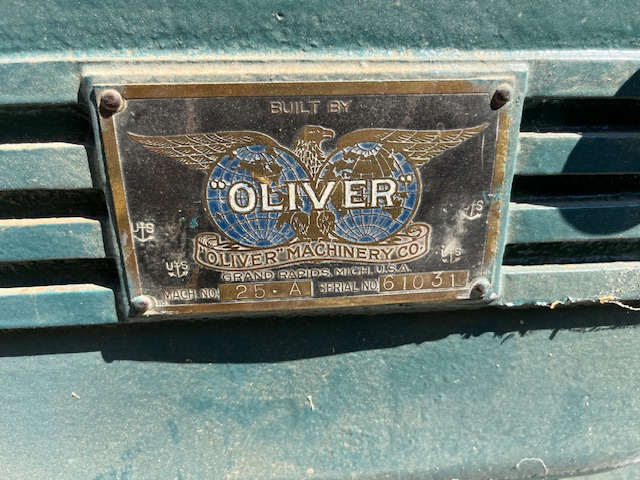 BUILT BY
"OLIVER"
"OLIVER" MACHINERY CO.
GRAND RAPIDS, MICH. U.S.A.
MACH. NO. 25·A SERIAL NO 61031
U S
U S
U S
U S